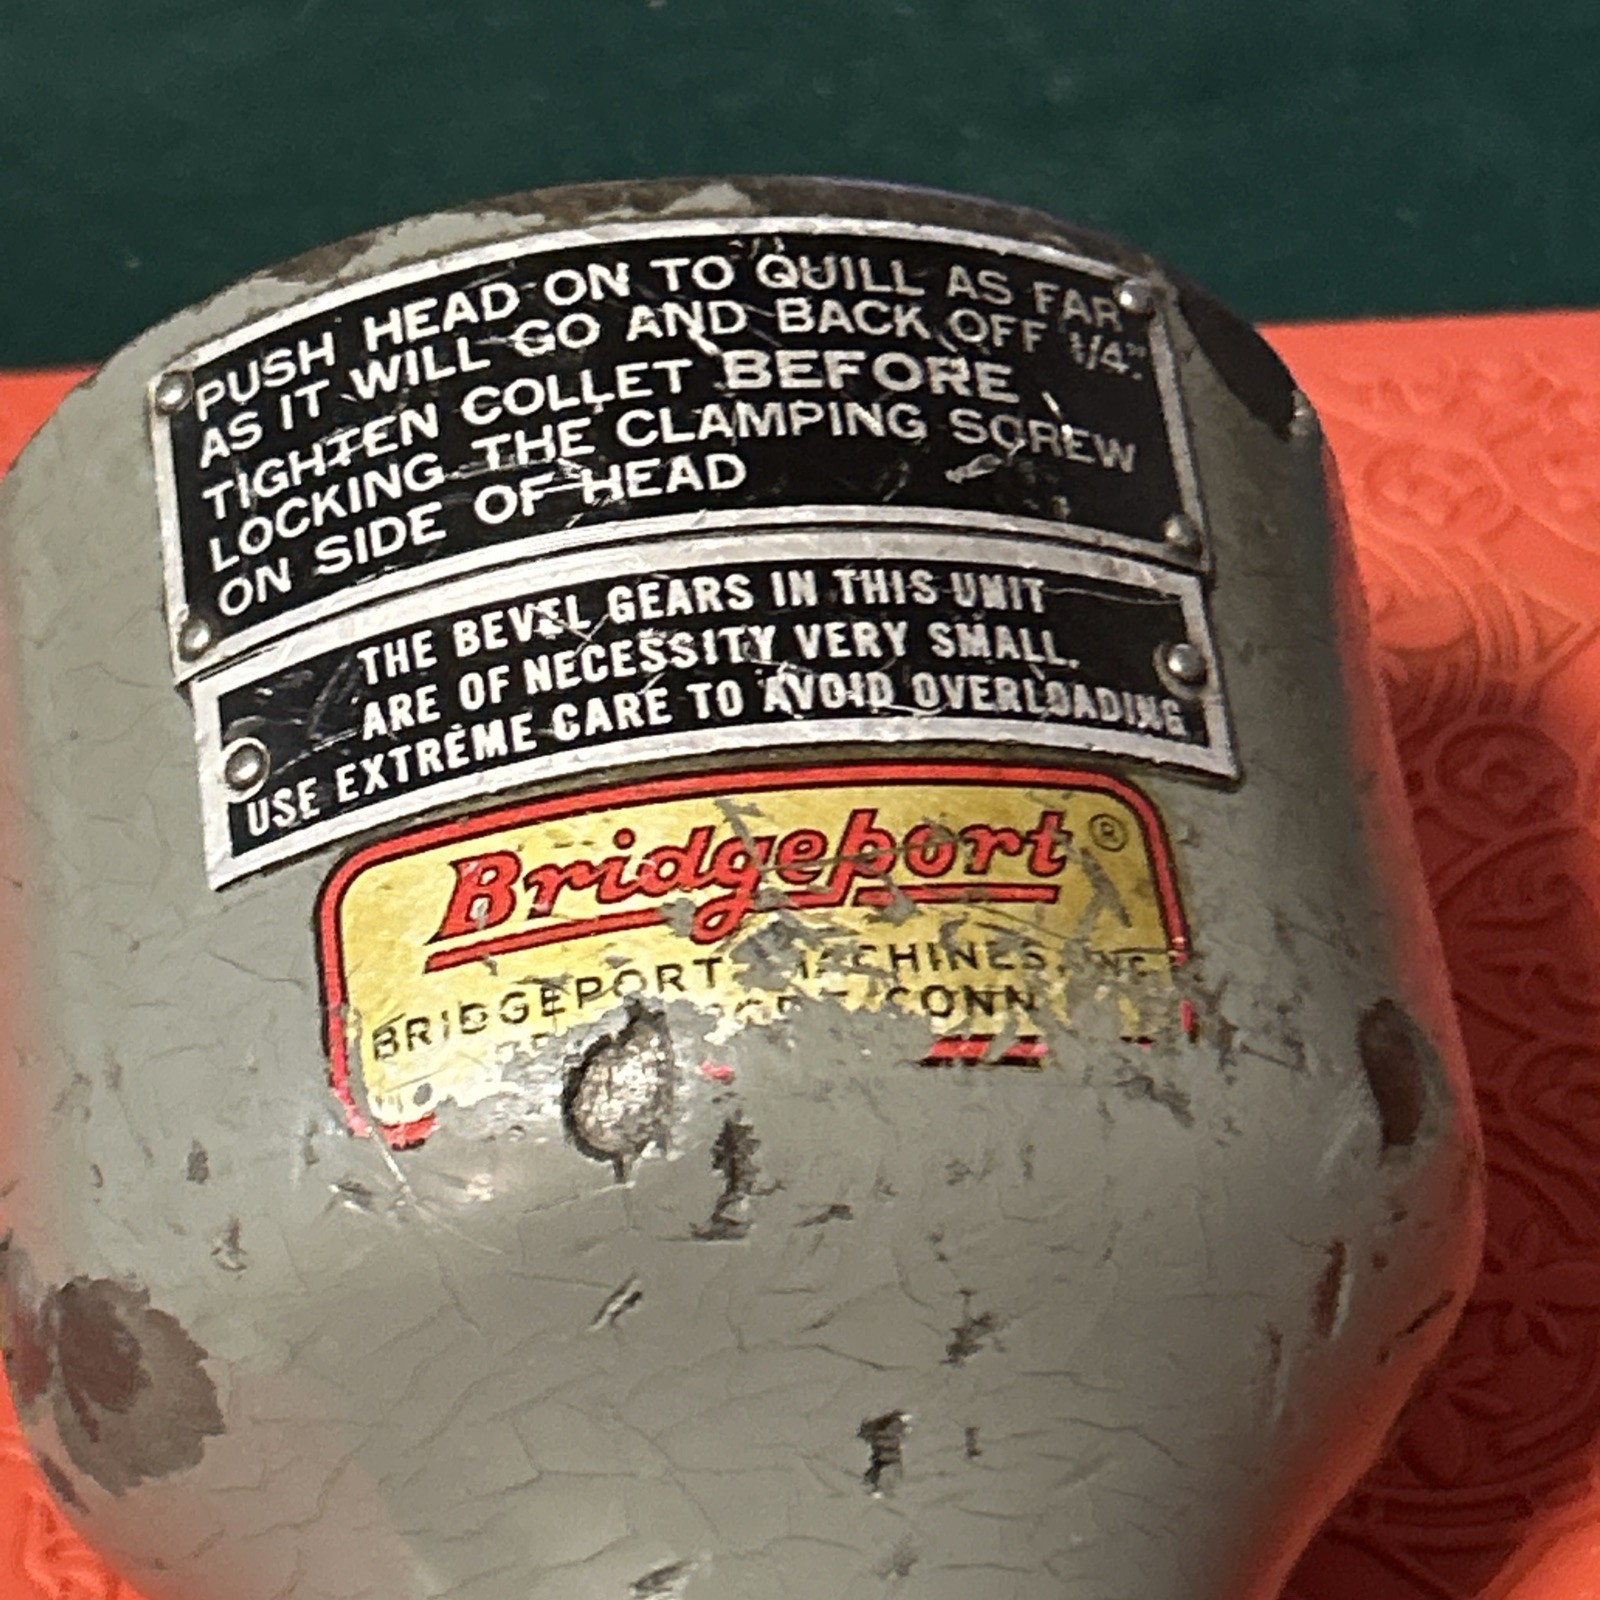 PUSH HEAD ON TO QUILL AS FAR
AS IT WILL GO AND BACK OFF 1/4".
TIGHTEN COLLET BEFORE
LOCKING THE CLAMPING SCREW
ON SIDE OF HEAD
THE BEVEL GEARS IN THIS UNIT
ARE OF NECESSITY VERY SMALL.
USE EXTREME CARE TO AVOID OVERLOADING
Bridgeport ®
BRIDGEPORT MACHINES, INC
CONN